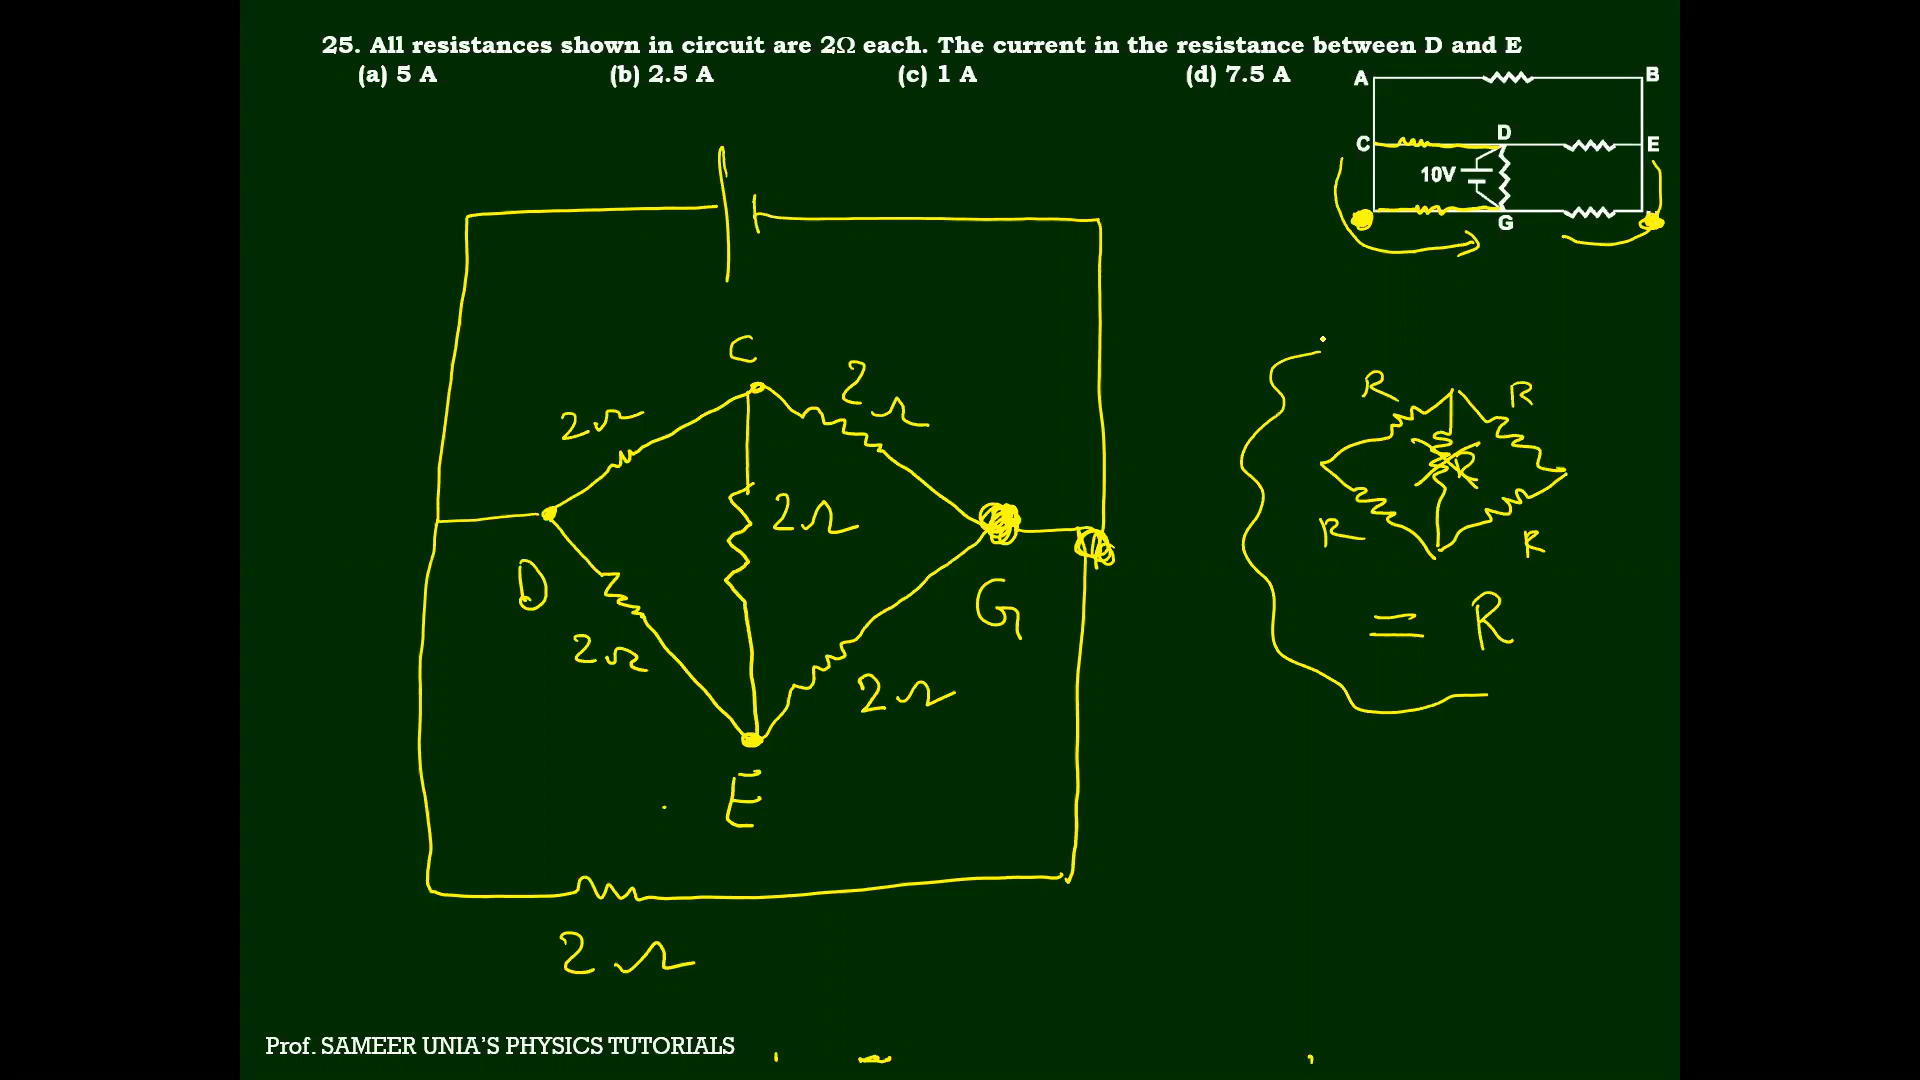 25. All resistances shown in circuit are 2Ω each. The current in the resistance between D and E
(a) 5 A (b) 2.5 A (c) 1 A (d) 7.5 A
A B
C D E
10V
G
C
2Ω 2Ω
2Ω
D G
2Ω 2Ω
E
2Ω
R R
R
R R
= R
Prof. SAMEER UNIA'S PHYSICS TUTORIALS